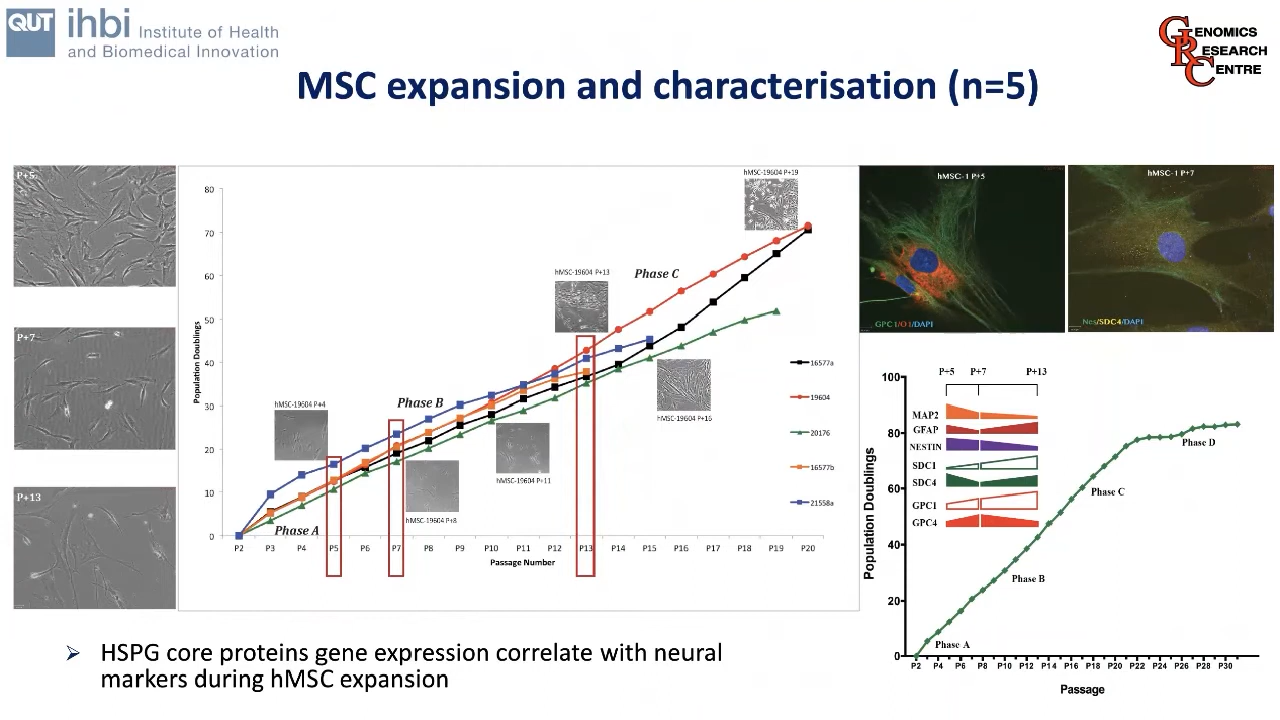 QUT
ihbi Institute of Health
and Biomedical Innovation
GENOMICS
RESEARCH
CENTRE
MSC expansion and characterisation (n=5)
P+5
P+7
P+13
Population Doublings
80
70
60
50
40
30
20
10
0
P2 P3 P4 P5 P6 P7 P8 P9 P10 P11 P12 P13 P14 P15 P16 P17 P18 P19 P20
Passage Number
Phase A
Phase B
Phase C
hMSC-19604 P+4
hMSC-19604 P+8
hMSC-19604 P+11
hMSC-19604 P+13
hMSC-19604 P+16
hMSC-19604 P+19
16577a
19604
20176
16577b
21558a
hMSC-1 P+5
GPC1/O1/DAPI
hMSC-1 P+7
Nes/SDC4/DAPI
Population Doublings
100
80
60
40
20
0
P+5 P+7 P+13
MAP2
GFAP
NESTIN
SDC1
SDC4
GPC1
GPC4
Phase A
Phase B
Phase C
Phase D
P2 P4 P6 P8 P10 P12 P14 P16 P18 P20 P22 P24 P26 P28 P30
Passage
➢ HSPG core proteins gene expression correlate with neural
markers during hMSC expansion